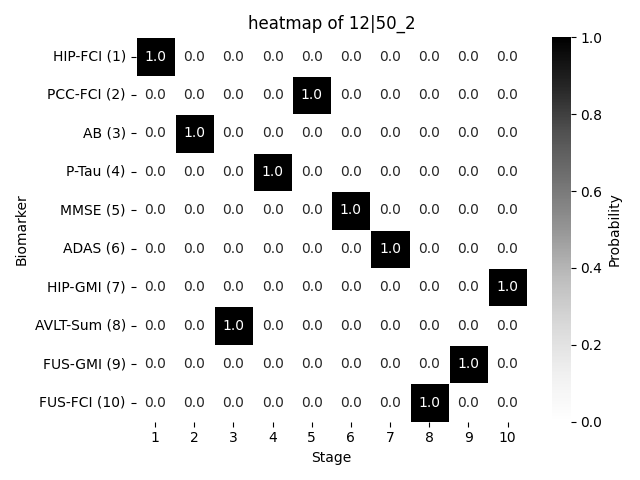 heatmap of 12|50_2
HIP-FCI (1) 1.0 0.0 0.0 0.0 0.0 0.0 0.0 0.0 0.0 0.0
PCC-FCI (2) 0.0 0.0 0.0 0.0 1.0 0.0 0.0 0.0 0.0 0.0
AB (3) 0.0 1.0 0.0 0.0 0.0 0.0 0.0 0.0 0.0 0.0
P-Tau (4) 0.0 0.0 0.0 1.0 0.0 0.0 0.0 0.0 0.0 0.0
MMSE (5) 0.0 0.0 0.0 0.0 0.0 1.0 0.0 0.0 0.0 0.0
ADAS (6) 0.0 0.0 0.0 0.0 0.0 0.0 1.0 0.0 0.0 0.0
HIP-GMI (7) 0.0 0.0 0.0 0.0 0.0 0.0 0.0 0.0 0.0 1.0
AVLT-Sum (8) 0.0 0.0 1.0 0.0 0.0 0.0 0.0 0.0 0.0 0.0
FUS-GMI (9) 0.0 0.0 0.0 0.0 0.0 0.0 0.0 0.0 1.0 0.0
FUS-FCI (10) 0.0 0.0 0.0 0.0 0.0 0.0 0.0 1.0 0.0 0.0
1 2 3 4 5 6 7 8 9 10
Stage
Biomarker
1.0
0.8
0.6
0.4
0.2
0.0
Probability